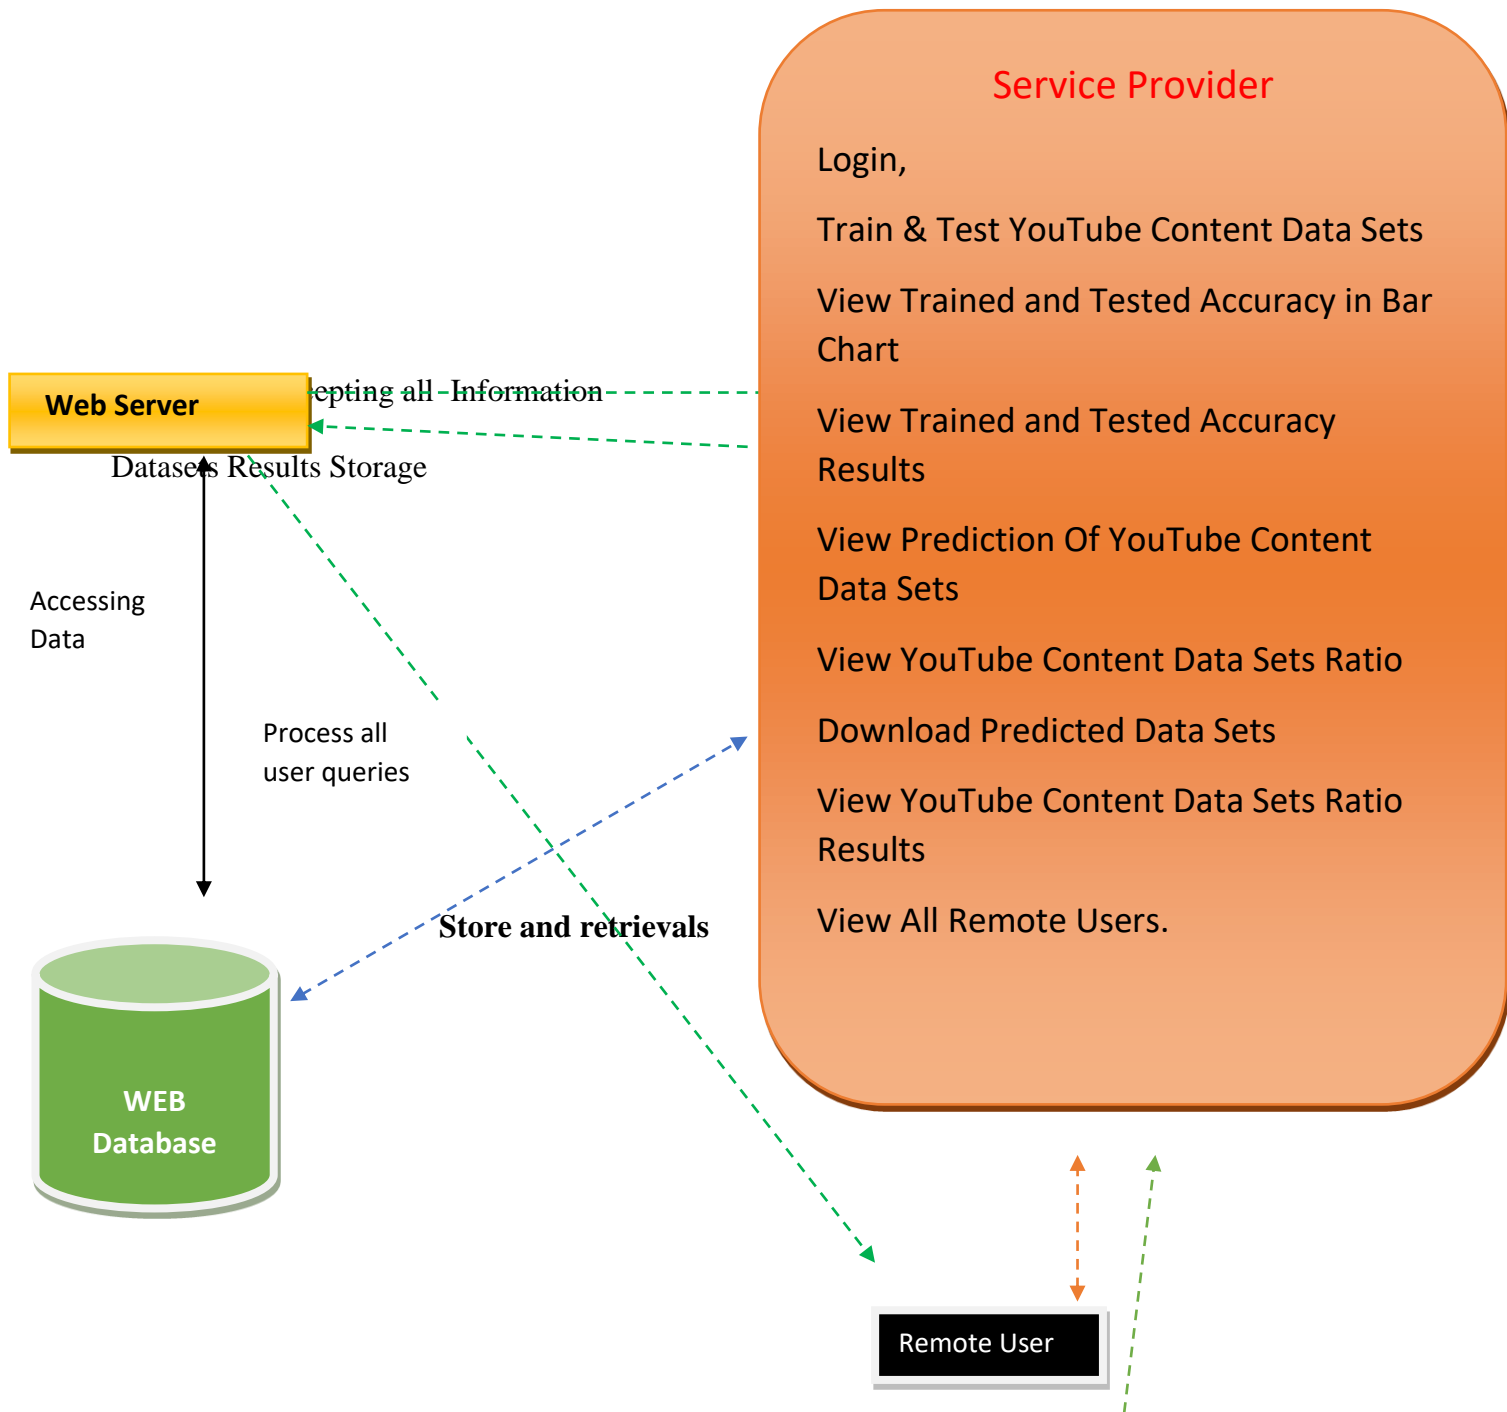 Service Provider
Login,
Train & Test YouTube Content Data Sets
View Trained and Tested Accuracy in Bar
Chart
View Trained and Tested Accuracy
Results
View Prediction Of YouTube Content
Data Sets
View YouTube Content Data Sets Ratio
Download Predicted Data Sets
View YouTube Content Data Sets Ratio
Results
View All Remote Users.
Web Server
all Information
Datasets Results Storage
Accessing
Data
Process all
user queries
Store and retrievals
WEB
Database
Remote User